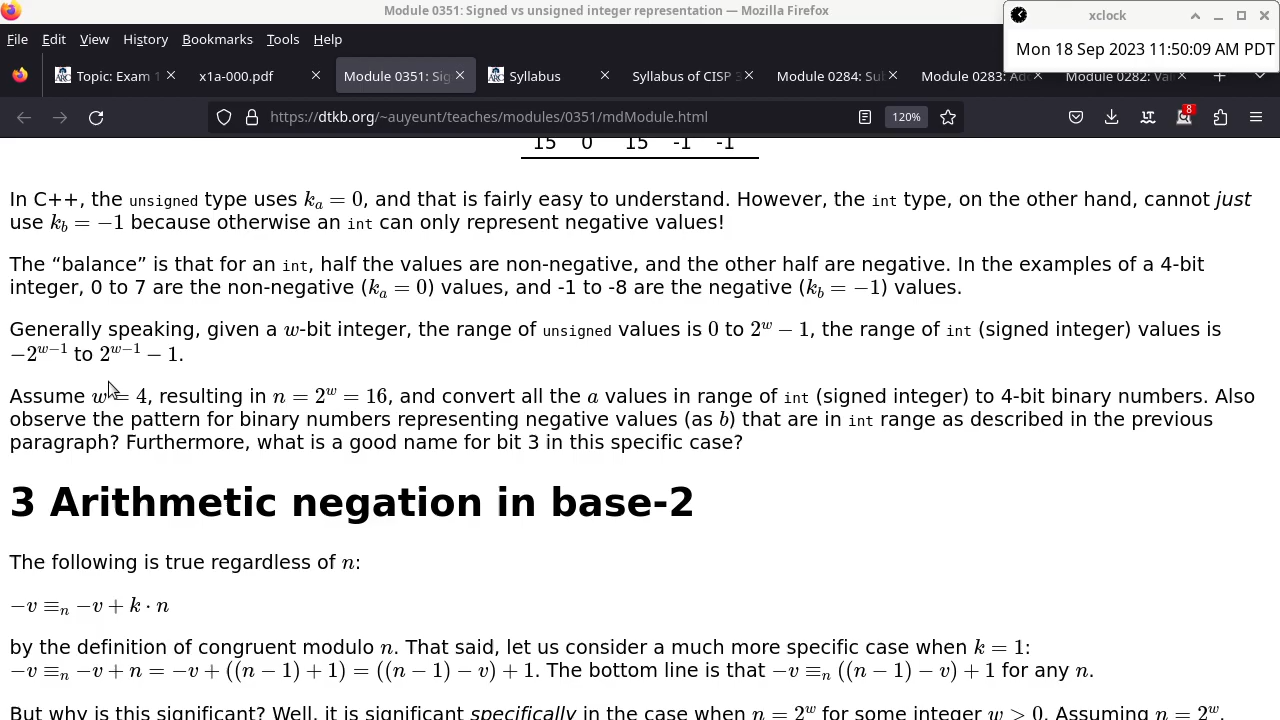 Module 0351: Signed vs unsigned integer representation — Mozilla Firefox
xclock
File Edit View History Bookmarks Tools Help
Mon 18 Sep 2023 11:50:09 AM PDT
ARC Topic: Exam 1
x1a-000.pdf
Module 0351: Sig
ARC Syllabus
Syllabus of CISP 3
Module 0284: Sul
Module 0283: Ad
Module 0282: Val
https://dtkb.org/~auyeunt/teaches/modules/0351/mdModule.html
120%
8
15 0 15 -1 -1
In C++, the unsigned type uses kₐ = 0, and that is fairly easy to understand. However, the int type, on the other hand, cannot just
use k_b = −1 because otherwise an int can only represent negative values!
The “balance” is that for an int, half the values are non-negative, and the other half are negative. In the examples of a 4-bit
integer, 0 to 7 are the non-negative (kₐ = 0) values, and -1 to -8 are the negative (k_b = −1) values.
Generally speaking, given a w-bit integer, the range of unsigned values is 0 to 2^w − 1, the range of int (signed integer) values is
−2^{w−1} to 2^{w−1} − 1.
Assume w = 4, resulting in n = 2^w = 16, and convert all the a values in range of int (signed integer) to 4-bit binary numbers. Also
observe the pattern for binary numbers representing negative values (as b) that are in int range as described in the previous
paragraph? Furthermore, what is a good name for bit 3 in this specific case?
3 Arithmetic negation in base-2
The following is true regardless of n:
−v ≡ₙ −v + k · n
by the definition of congruent modulo n. That said, let us consider a much more specific case when k = 1:
−v ≡ₙ −v + n = −v + ((n − 1) + 1) = ((n − 1) − v) + 1. The bottom line is that −v ≡ₙ ((n − 1) − v) + 1 for any n.
But why is this significant? Well, it is significant specifically in the case when n = 2^w for some integer w > 0. Assuming n = 2^w,